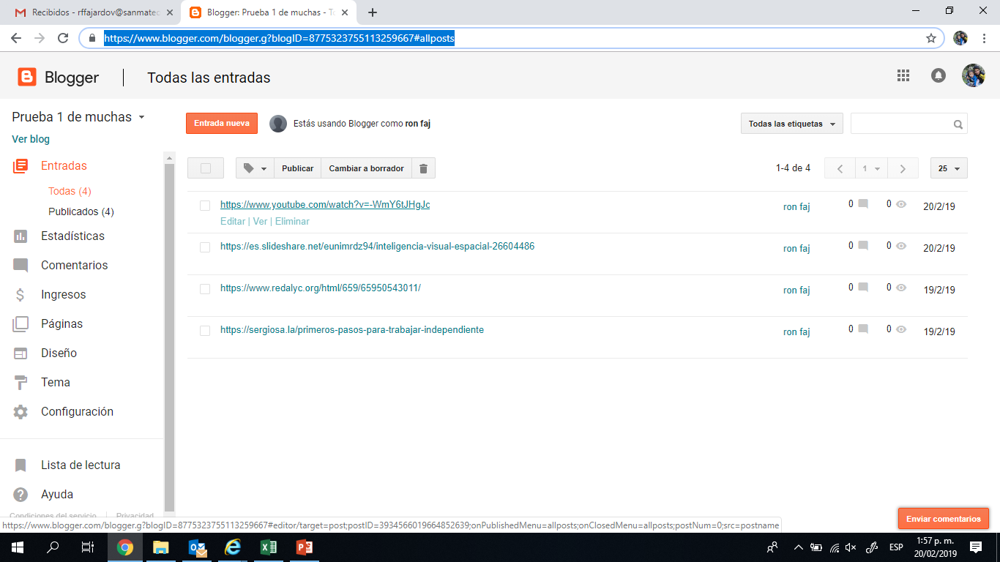 Recibidos - rffajardov@sanmatec
Blogger: Prueba 1 de muchas - To
https://www.blogger.com/blogger.g?blogID=8775323755113259667#allposts
Blogger
Todas las entradas
Prueba 1 de muchas
Ver blog
Entrada nueva
Estás usando Blogger como ron faj
Todas las etiquetas
Entradas
Todas (4)
Publicados (4)
Estadísticas
Comentarios
Ingresos
Páginas
Diseño
Tema
Configuración
Lista de lectura
Ayuda
Condiciones del servicio | Privacidad
Publicar
Cambiar a borrador
1-4 de 4
1
25
https://www.youtube.com/watch?v=-WmY6tJHgJc
Editar | Ver | Eliminar
ron faj
0
0
20/2/19
https://es.slideshare.net/eunimrdz94/inteligencia-visual-espacial-26604486
ron faj
0
0
20/2/19
https://www.redalyc.org/html/659/65950543011/
ron faj
0
0
19/2/19
https://sergiosa.la/primeros-pasos-para-trabajar-independiente
ron faj
0
0
19/2/19
Enviar comentarios
https://www.blogger.com/blogger.g?blogID=8775323755113259667#editor/target=post;postID=3934566019664852639;onPublishedMenu=allposts;onClosedMenu=allposts;postNum=0;src=postname
ESP
1:57 p. m.
20/02/2019